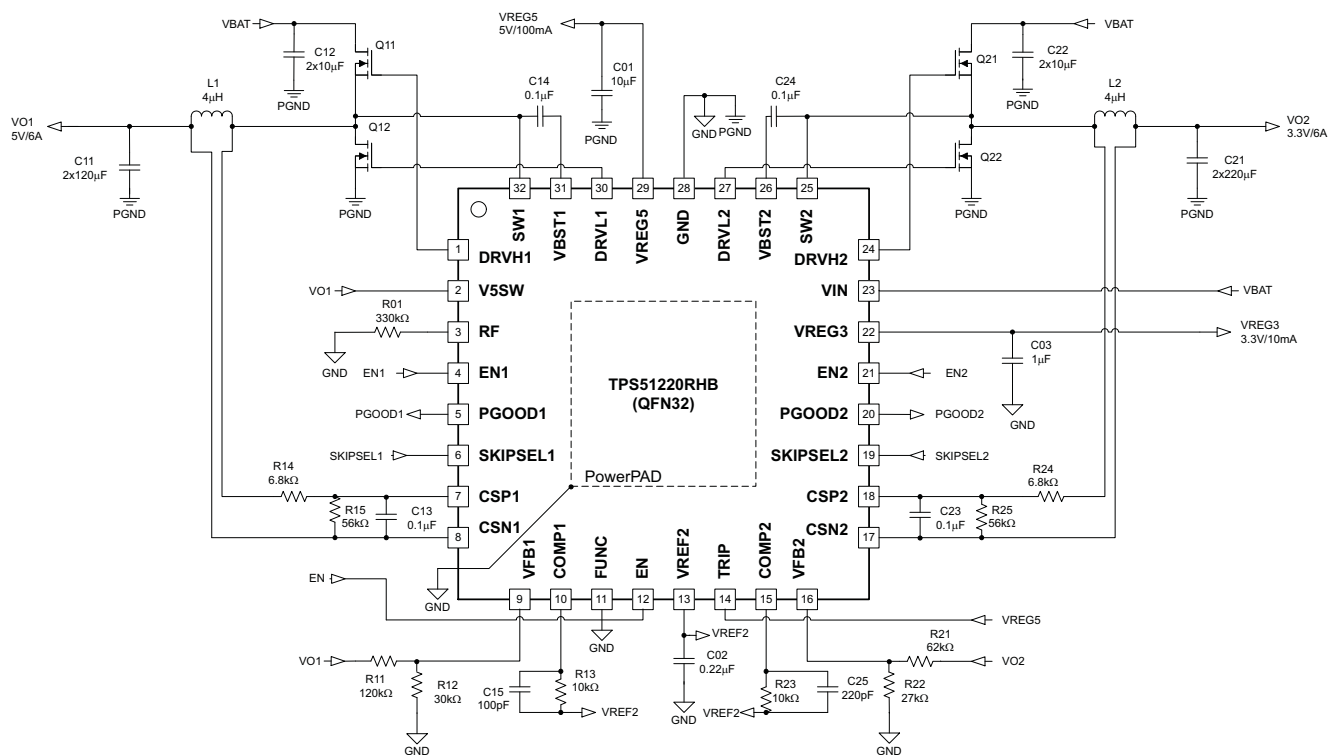 VBAT
VREG5
5V/100mA
VBAT
C12
2x10µF
Q11
C01
10µF
Q21
C22
2x10µF
L1
4µH
C14
0.1µF
C24
0.1µF
L2
4µH
PGND
PGND
GND
PGND
PGND
VO1
5V/6A
Q12
VO2
3.3V/6A
C11
2x120µF
Q22
C21
2x220µF
PGND
PGND
PGND
PGND
32
31
30
29
28
27
26
25
SW1
VBST1
DRVL1
VREG5
GND
DRVL2
VBST2
SW2
1
DRVH1
DRVH2
24
VO1
2
V5SW
VIN
23
VBAT
R01
330kΩ
3
RF
VREG3
22
VREG3
3.3V/10mA
GND
C03
1µF
EN1
4
EN1
EN2
21
EN2
TPS51220RHB
(QFN32)
PGOOD1
5
PGOOD1
PGOOD2
20
PGOOD2
GND
SKIPSEL1
6
SKIPSEL1
SKIPSEL2
19
SKIPSEL2
PowerPAD
R14
6.8kΩ
R24
6.8kΩ
7
CSP1
CSP2
18
R15
56kΩ
C13
0.1µF
C23
0.1µF
R25
56kΩ
8
CSN1
CSN2
17
VFB1
COMP1
FUNC
EN
VREF2
TRIP
COMP2
VFB2
EN
GND
9
10
11
12
13
14
15
16
GND
VREG5
VREF2
VO1
R11
120kΩ
R12
30kΩ
C15
100pF
R13
10kΩ
C02
0.22µF
R23
10kΩ
C25
220pF
R21
62kΩ
VO2
R22
27kΩ
VREF2
VREF2
GND
GND
GND